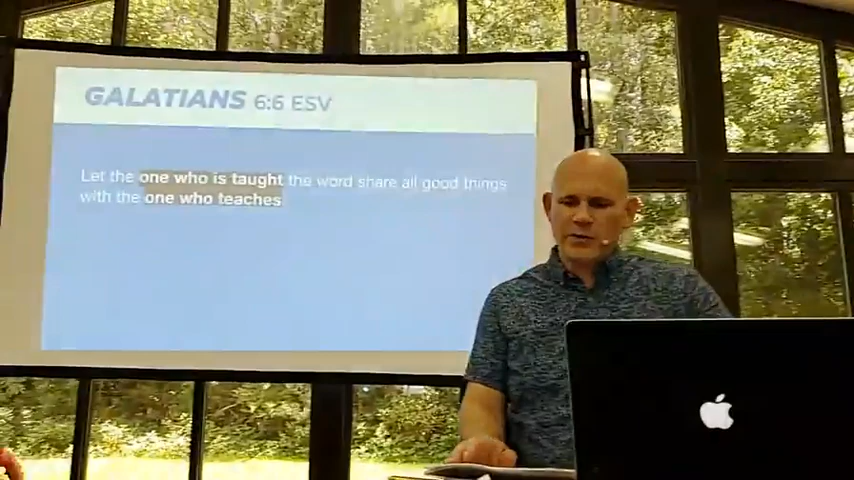 GALATIANS 6:6 ESV
Let the one who is taught the word share all good things
with the one who teaches